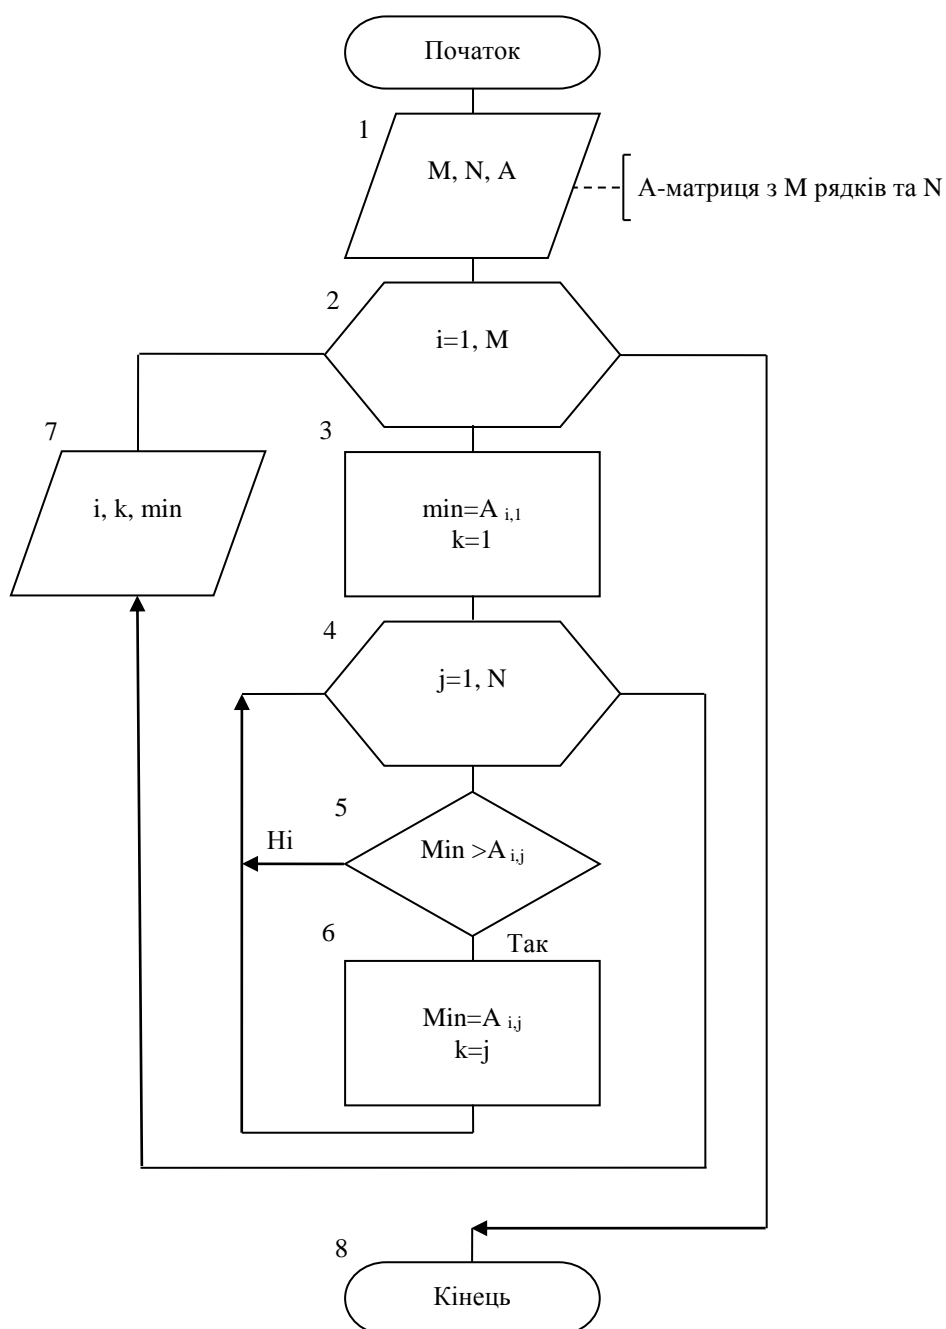 Початок
1
M, N, A
А-матриця з М рядків та N
2
i=1, M
7
3
i, k, min
min=A i,1
k=1
4
j=1, N
5
Ні
Min >A i,j
6
Так
Min=A i,j
k=j
8
Кінець